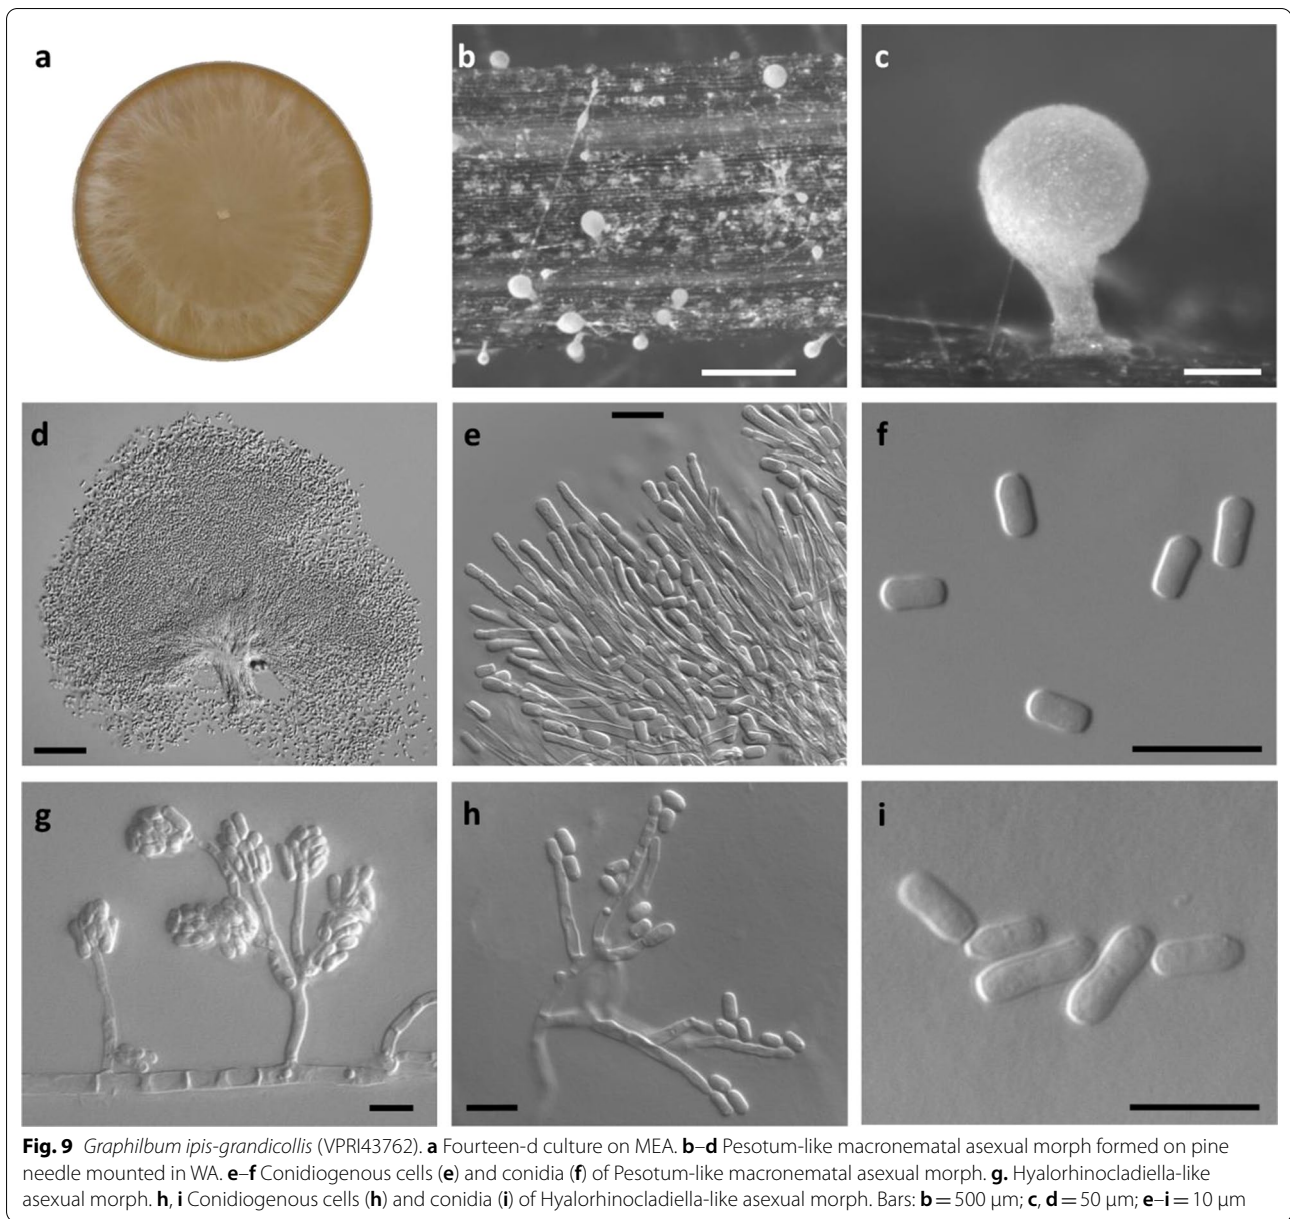 a
b
c
d
e
f
g
h
i
Fig. 9 Graphilbum ipis-grandicollis (VPRI43762). a Fourteen-d culture on MEA. b–d Pesotum-like macronematal asexual morph formed on pine
needle mounted in WA. e–f Conidiogenous cells (e) and conidia (f) of Pesotum-like macronematal asexual morph. g. Hyalorhinocladiella-like
asexual morph. h, i Conidiogenous cells (h) and conidia (i) of Hyalorhinocladiella-like asexual morph. Bars: b = 500 μm; c, d = 50 μm; e–i = 10 μm